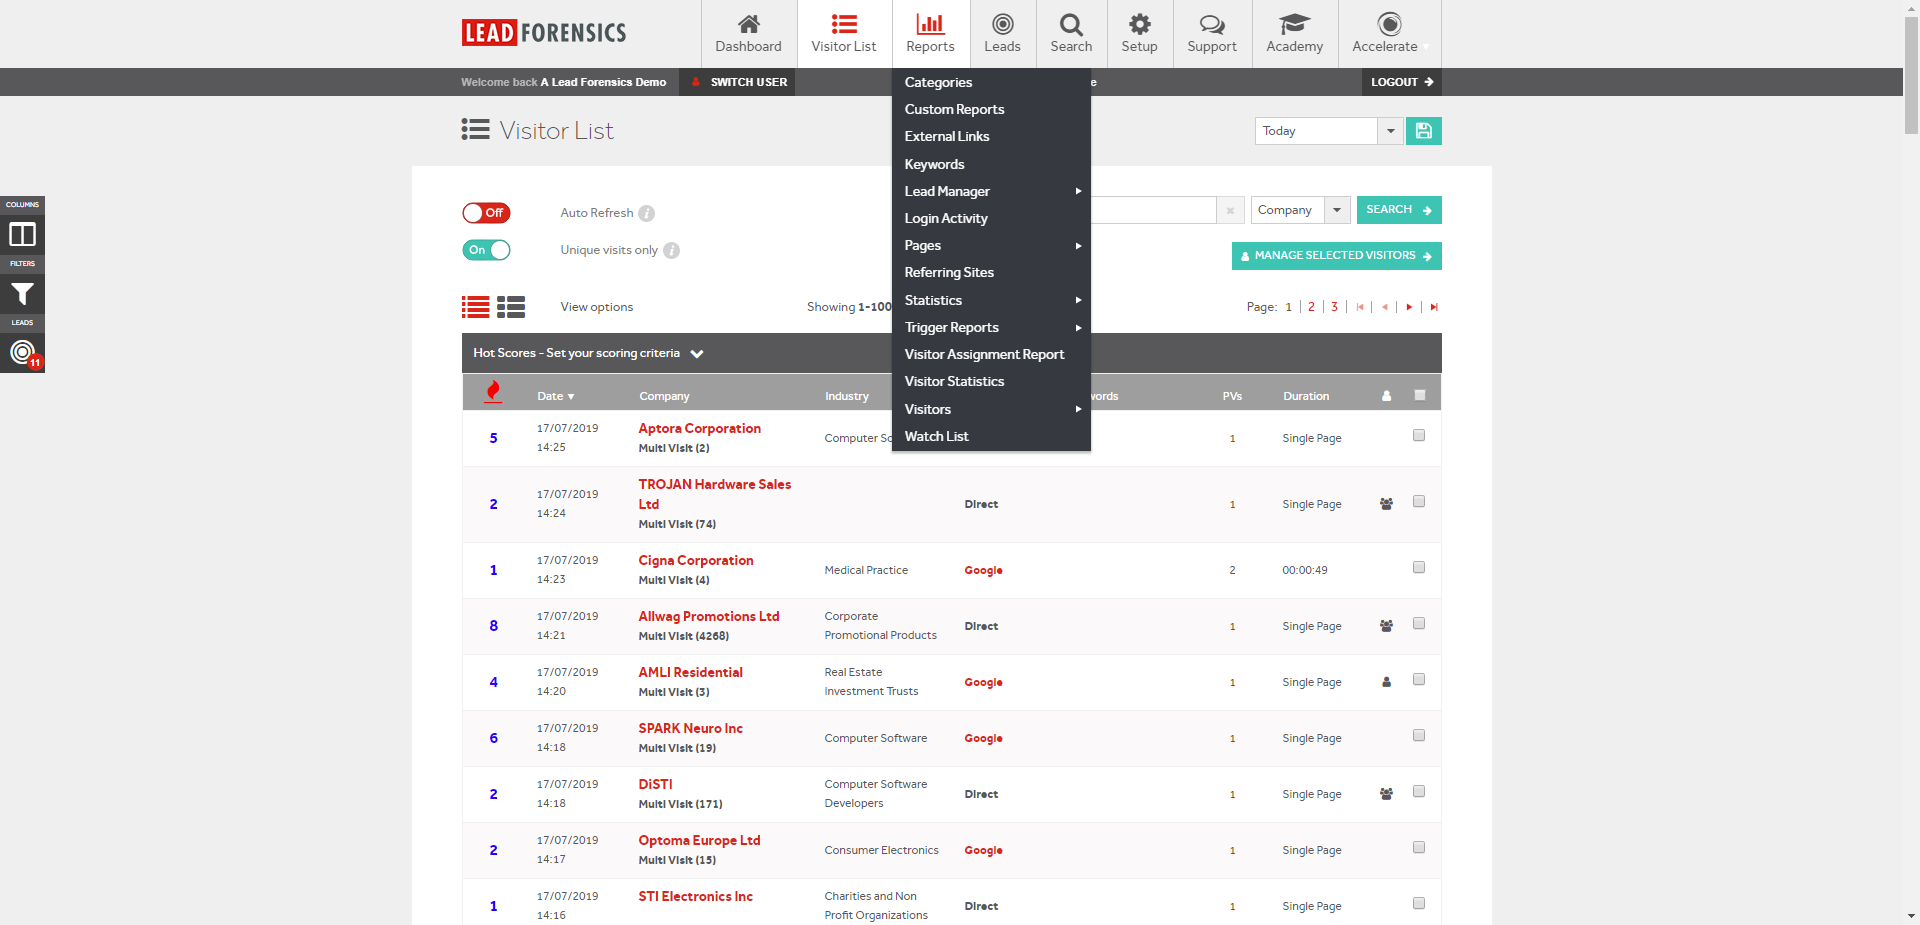 LEAD FORENSICS
Dashboard
Visitor List
Reports
Leads
Search
Setup
Support
Academy
Accelerate
Welcome back A Lead Forensics Demo
SWITCH USER
LOGOUT
Categories
Custom Reports
External Links
Keywords
Lead Manager
Login Activity
Pages
Referring Sites
Statistics
Trigger Reports
Visitor Assignment Report
Visitor Statistics
Visitors
Watch List
Visitor List
Today
COLUMNS
FILTERS
LEADS
11
Off
Auto Refresh
On
Unique visits only
Company
SEARCH
MANAGE SELECTED VISITORS
View options
Showing 1-100
Page: 1 | 2 | 3
Hot Scores - Set your scoring criteria
Date Company Industry PVs Duration
5 17/07/2019 14:25 Aptora Corporation Multi Visit (2) Computer 1 Single Page
2 17/07/2019 14:24 TROJAN Hardware Sales Ltd Multi Visit (74) Direct 1 Single Page
1 17/07/2019 14:23 Cigna Corporation Multi Visit (4) Medical Practice Google 2 00:00:49
8 17/07/2019 14:21 Allwag Promotions Ltd Multi Visit (4268) Corporate Promotional Products Direct 1 Single Page
4 17/07/2019 14:20 AMLI Residential Multi Visit (3) Real Estate Investment Trusts Google 1 Single Page
6 17/07/2019 14:18 SPARK Neuro Inc Multi Visit (19) Computer Software Google 1 Single Page
2 17/07/2019 14:18 DiSTI Multi Visit (171) Computer Software Developers Direct 1 Single Page
2 17/07/2019 14:17 Optoma Europe Ltd Multi Visit (15) Consumer Electronics Google 1 Single Page
1 17/07/2019 14:16 STI Electronics Inc Charities and Non Profit Organizations Direct 1 Single Page